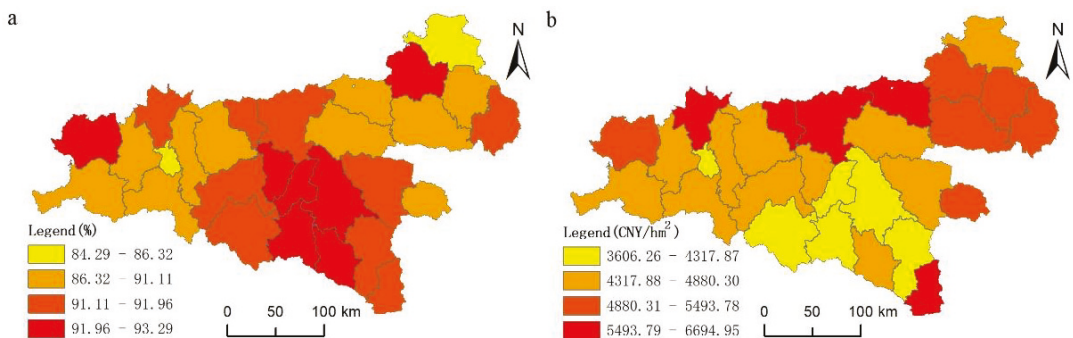 a
N
Legend(%)
84.29 - 86.32
86.32 - 91.11
91.11 - 91.96
91.96 - 93.29
0 50 100 km
b
N
Legend(CNY/hm²)
3606.26 - 4317.87
4317.88 - 4880.30
4880.31 - 5493.78
5493.79 - 6694.95
0 50 100 km